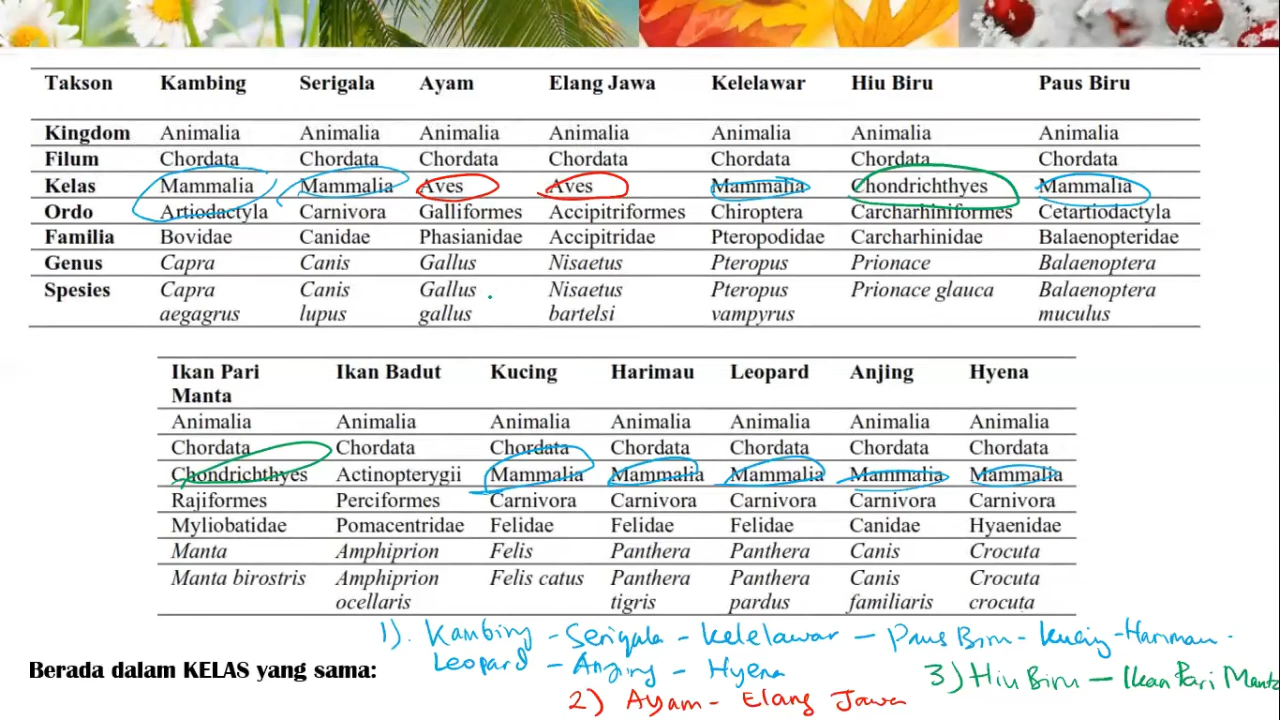 Takson Kambing Serigala Ayam Elang Jawa Kelelawar Hiu Biru Paus Biru
Kingdom Animalia Animalia Animalia Animalia Animalia Animalia Animalia
Filum Chordata Chordata Chordata Chordata Chordata Chordata Chordata
Kelas Mammalia Mammalia Aves Aves Mammalia Chondrichthyes Mammalia
Ordo Artiodactyla Carnivora Galliformes Accipitriformes Chiroptera Carcharhiniformes Cetartiodactyla
Familia Bovidae Canidae Phasianidae Accipitridae Pteropodidae Carcharhinidae Balaenopteridae
Genus Capra Canis Gallus Nisaetus Pteropus Prionace Balaenoptera
Spesies Capra Canis Gallus Nisaetus Pteropus Prionace glauca Balaenoptera
aegagrus lupus gallus bartelsi vampyrus muculus
Ikan Pari Ikan Badut Kucing Harimau Leopard Anjing Hyena
Manta
Animalia Animalia Animalia Animalia Animalia Animalia Animalia
Chordata Chordata Chordata Chordata Chordata Chordata Chordata
Chondrichthyes Actinopterygii Mammalia Mammalia Mammalia Mammalia Mammalia
Rajiformes Perciformes Carnivora Carnivora Carnivora Carnivora Carnivora
Myliobatidae Pomacentridae Felidae Felidae Felidae Canidae Hyaenidae
Manta Amphiprion Felis Panthera Panthera Canis Crocuta
Manta birostris Amphiprion Felis catus Panthera Panthera Canis Crocuta
ocellaris tigris pardus familiaris crocuta
1). Kambing - Serigala - Kelelawar - Paus Biru - Kucing - Harimau -
Leopard - Anjing - Hyena
Berada dalam KELAS yang sama:
3) Hiu Biru - Ikan Pari Manta
2) Ayam - Elang Jawa